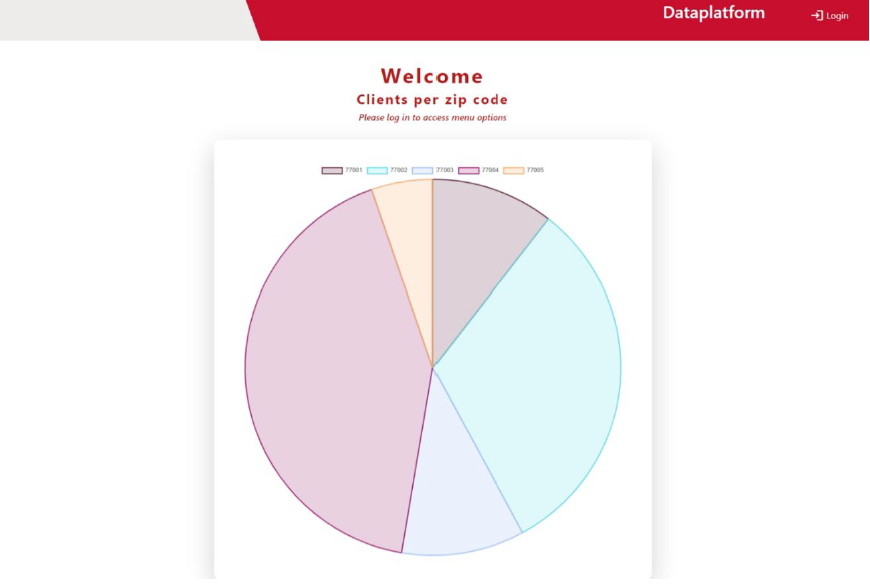 Dataplatform
Login
Welcome
Clients per zip code
Please log in to access menu options
77001 77002 77003 77004 77005